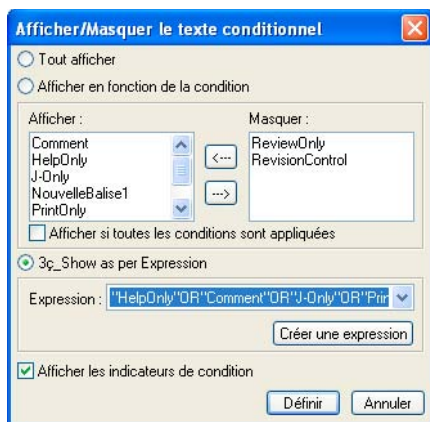 Afficher/Masquer le texte conditionnel
Tout afficher
Afficher en fonction de la condition
Afficher :
Masquer :
Comment
HelpOnly
J-Only
NouvelleBalise1
PrintOnly
<---
--->
ReviewOnly
RevisionControl
Afficher si toutes les conditions sont appliquées
3ç_Show as per Expression
Expression : "HelpOnly"OR"Comment"OR"J-Only"OR"Prin
Créer une expression
Afficher les indicateurs de condition
Définir
Annuler